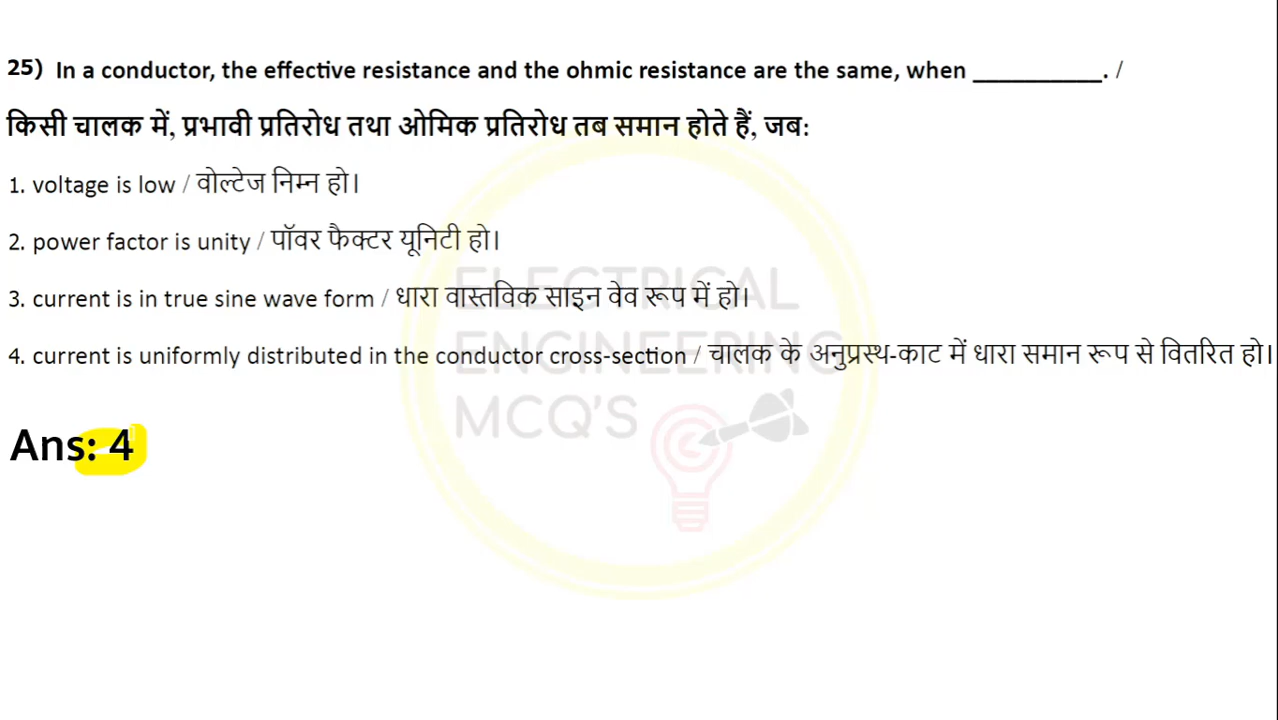 25) In a conductor, the effective resistance and the ohmic resistance are the same, when __________. /
किसी चालक में, प्रभावी प्रतिरोध तथा ओमिक प्रतिरोध तब समान होते हैं, जब:
1. voltage is low / वोल्टेज निम्न हो।
2. power factor is unity / पॉवर फैक्टर यूनिटी हो।
3. current is in true sine wave form / धारा वास्तविक साइन वेव रूप में हो।
4. current is uniformly distributed in the conductor cross-section / चालक के अनुप्रस्थ-काट में धारा समान रूप से वितरित हो।
Ans: 4
ELECTRICAL
ENGINEERING
MCQ'S